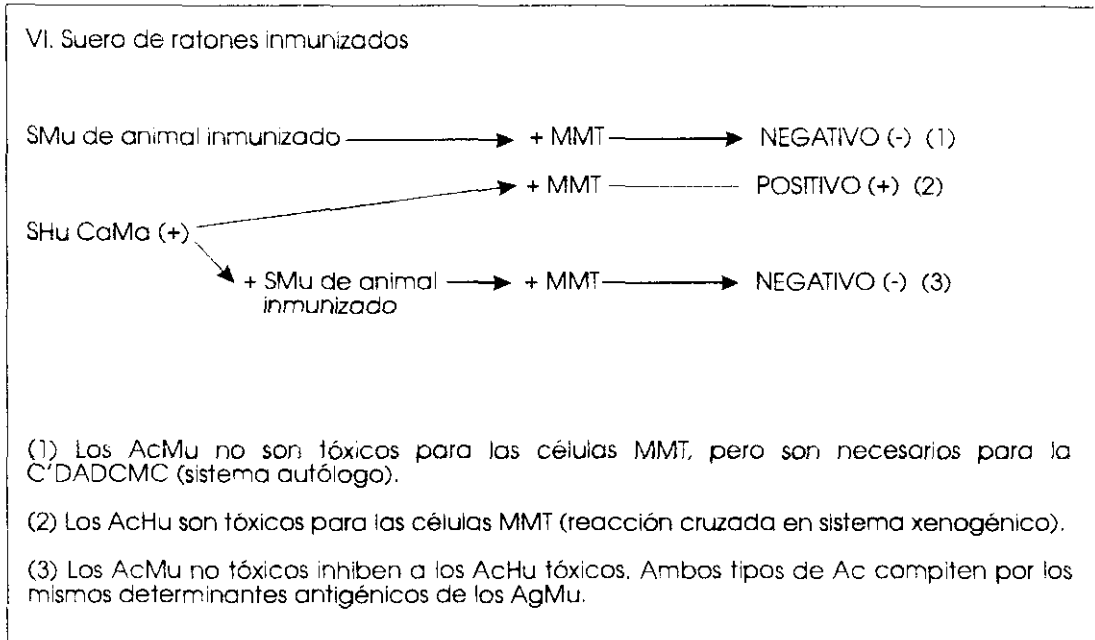 VI. Suero de ratones inmunizados
SMu de animal inmunizado + MMT NEGATIVO (-) (1)
+ MMT POSITIVO (+) (2)
SHu CaMa (+)
+ SMu de animal + MMT NEGATIVO (-) (3)
inmunizado
(1) Los AcMu no son tóxicos para las células MMT, pero son necesarios para la
C'DADCMC (sistema autólogo).
(2) Los AcHu son tóxicos para las células MMT (reacción cruzada en sistema xenogénico).
(3) Los AcMu no tóxicos inhiben a los AcHu tóxicos. Ambos tipos de Ac compiten por los
mismos determinantes antigénicos de los AgMu.